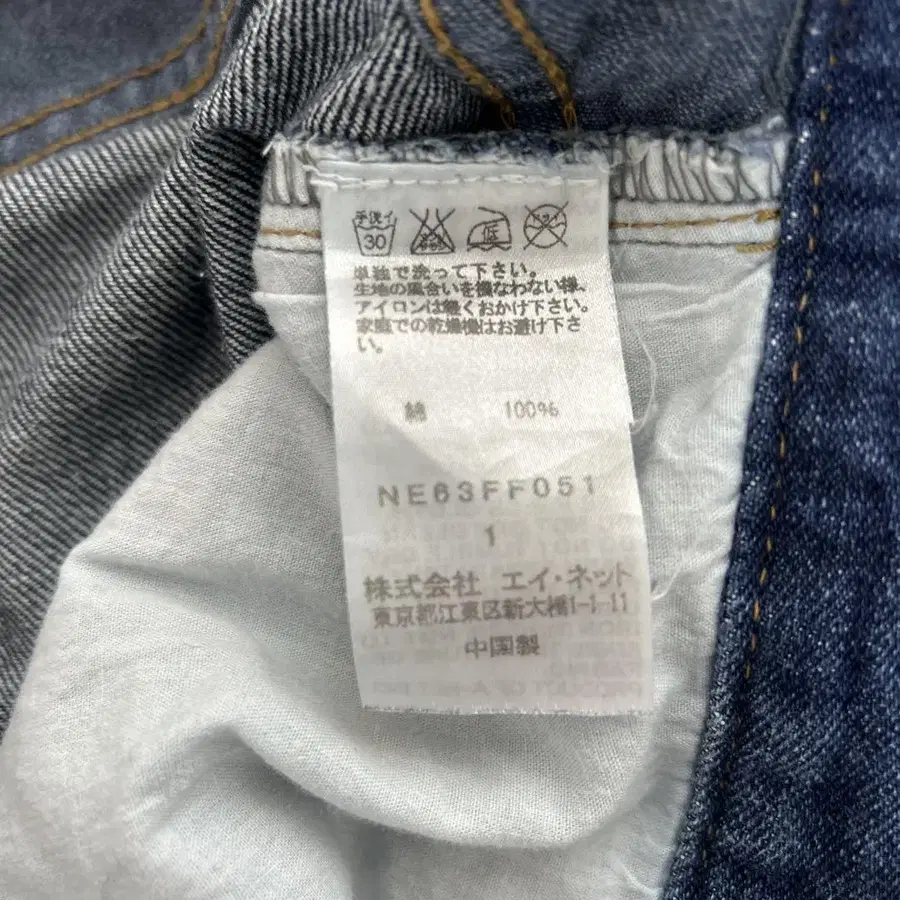 手洗イ
30
低
ドライ
単独で洗って下さい。
生地の風合いを損なわない様、
アイロンは軽くおかけ下さい。
家庭での乾燥機はお避け下さ
い。
綿 100%
NE63FF051
1
株式会社 エイ・ネット
東京都江東区新大橋1-1-11
中国製